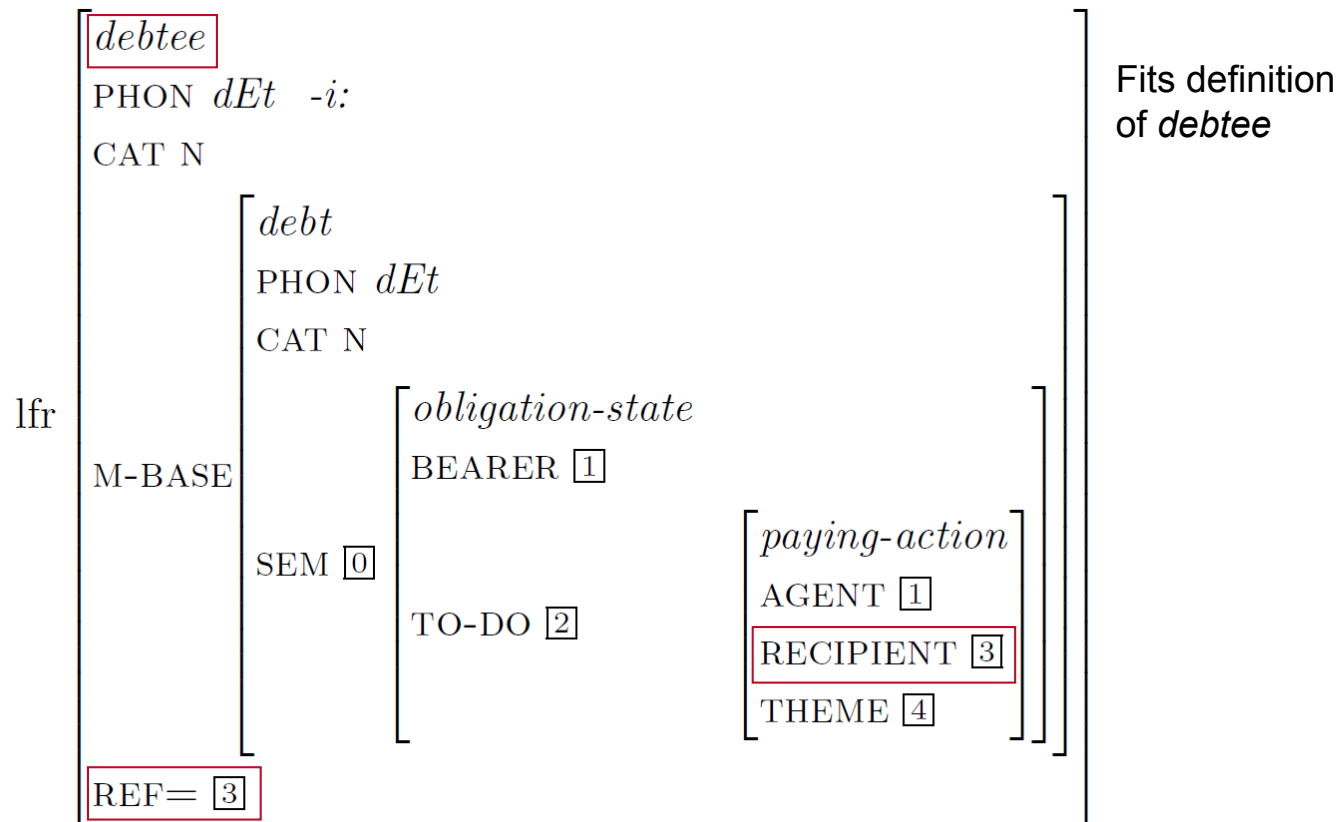 debtee
PHON dEt -i:
CAT N
Fits definition
of debtee
debt
PHON dEt
CAT N
lfr
M-BASE
SEM 0
obligation-state
BEARER 1
TO-DO 2
paying-action
AGENT 1
RECIPIENT 3
THEME 4
REF= 3